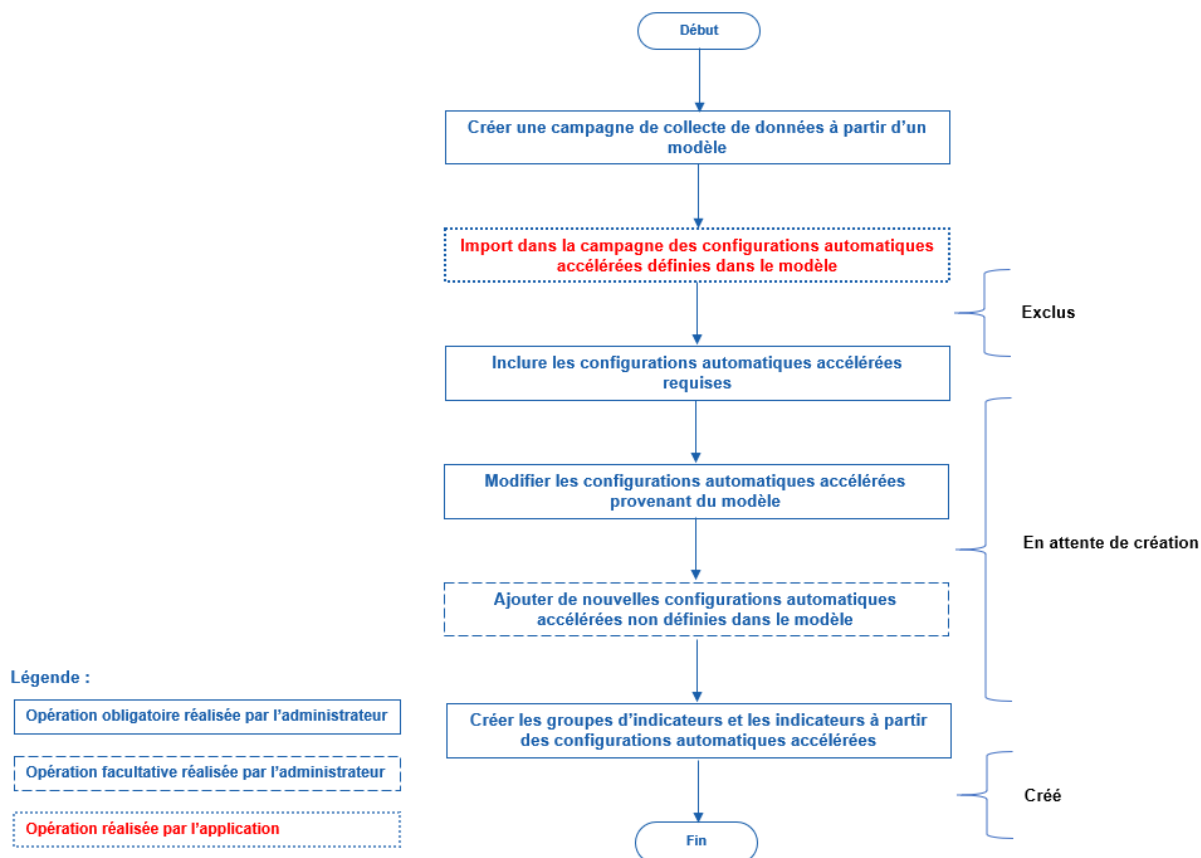 Début
Créer une campagne de collecte de données à partir d’un
modèle
Import dans la campagne des configurations automatiques
accélérées définies dans le modèle
Exclus
Inclure les configurations automatiques accélérées
requises
Modifier les configurations automatiques accélérées
provenant du modèle
En attente de création
Ajouter de nouvelles configurations automatiques
accélérées non définies dans le modèle
Créer les groupes d’indicateurs et les indicateurs à partir
des configurations automatiques accélérées
Créé
Fin
Légende :
Opération obligatoire réalisée par l’administrateur
Opération facultative réalisée par l’administrateur
Opération réalisée par l’application